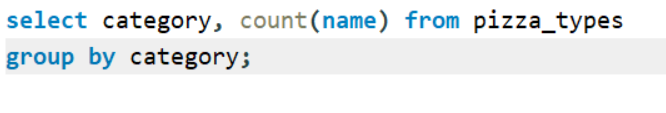 select category, count(name) from pizza_types
group by category;